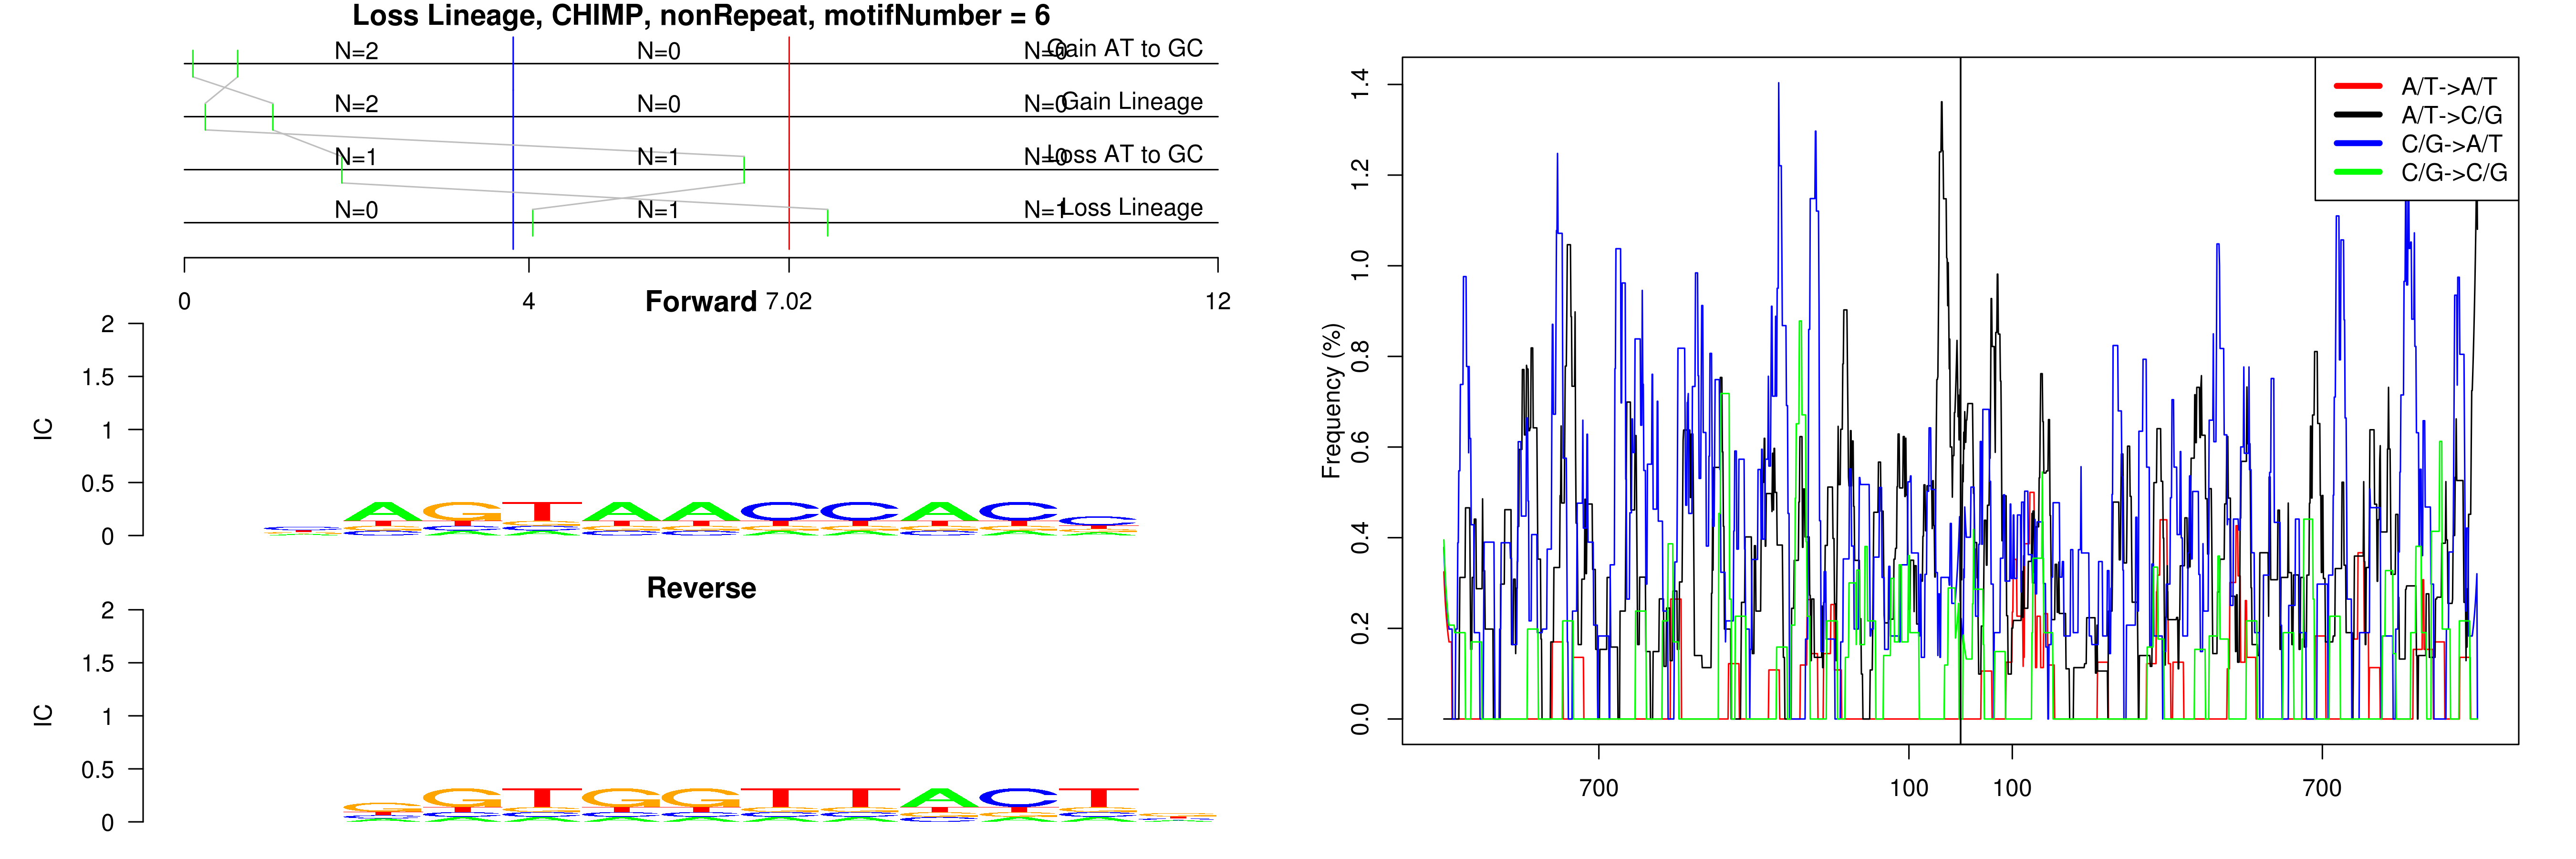 Loss Lineage, CHIMP, nonRepeat, motifNumber = 6
N=2 N=0 N=0 Gain AT to GC
N=2 N=0 N=0 Gain Lineage
N=1 N=1 N=0 Loss AT to GC
N=0 N=1 N=1 Loss Lineage
0 4 7.02 12
Forward
2
1.5
1
0.5
0
IC
AGTAACCACC
Reverse
2
1.5
1
0.5
0
IC
GGTGGTTACT
1.4
1.2
1.0
0.8
0.6
0.4
0.2
0.0
Frequency (%)
A/T->A/T
A/T->C/G
C/G->A/T
C/G->C/G
700 100 100 700